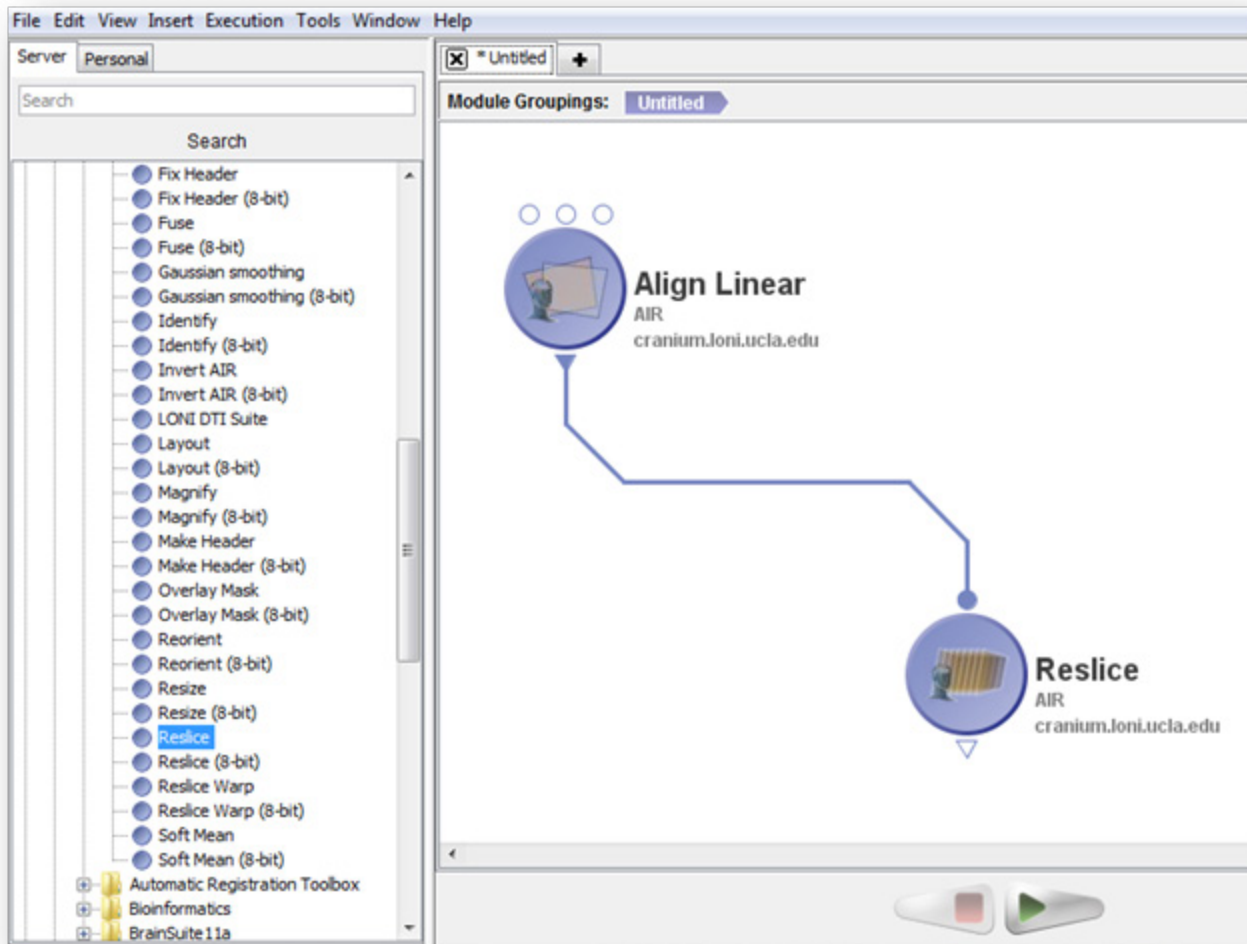 File Edit View Insert Execution Tools Window Help
Server Personal
Search
Search
Fix Header
Fix Header (8-bit)
Fuse
Fuse (8-bit)
Gaussian smoothing
Gaussian smoothing (8-bit)
Identify
Identify (8-bit)
Invert AIR
Invert AIR (8-bit)
LONI DTI Suite
Layout
Layout (8-bit)
Magnify
Magnify (8-bit)
Make Header
Make Header (8-bit)
Overlay Mask
Overlay Mask (8-bit)
Reorient
Reorient (8-bit)
Resize
Resize (8-bit)
Reslice
Reslice (8-bit)
Reslice Warp
Reslice Warp (8-bit)
Soft Mean
Soft Mean (8-bit)
Automatic Registration Toolbox
Bioinformatics
BrainSuite11a
* Untitled
Module Groupings: Untitled
Align Linear
AIR
cranium.loni.ucla.edu
Reslice
AIR
cranium.loni.ucla.edu